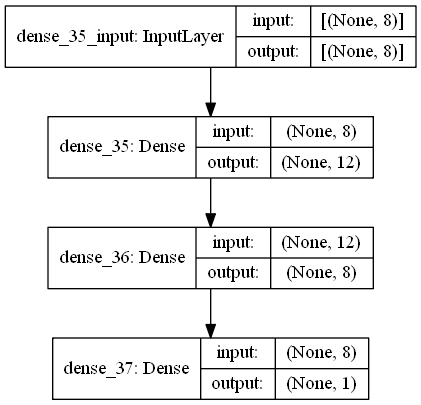 dense_35_input: InputLayer
input: [(None, 8)]
output: [(None, 8)]
dense_35: Dense
input: (None, 8)
output: (None, 12)
dense_36: Dense
input: (None, 12)
output: (None, 8)
dense_37: Dense
input: (None, 8)
output: (None, 1)